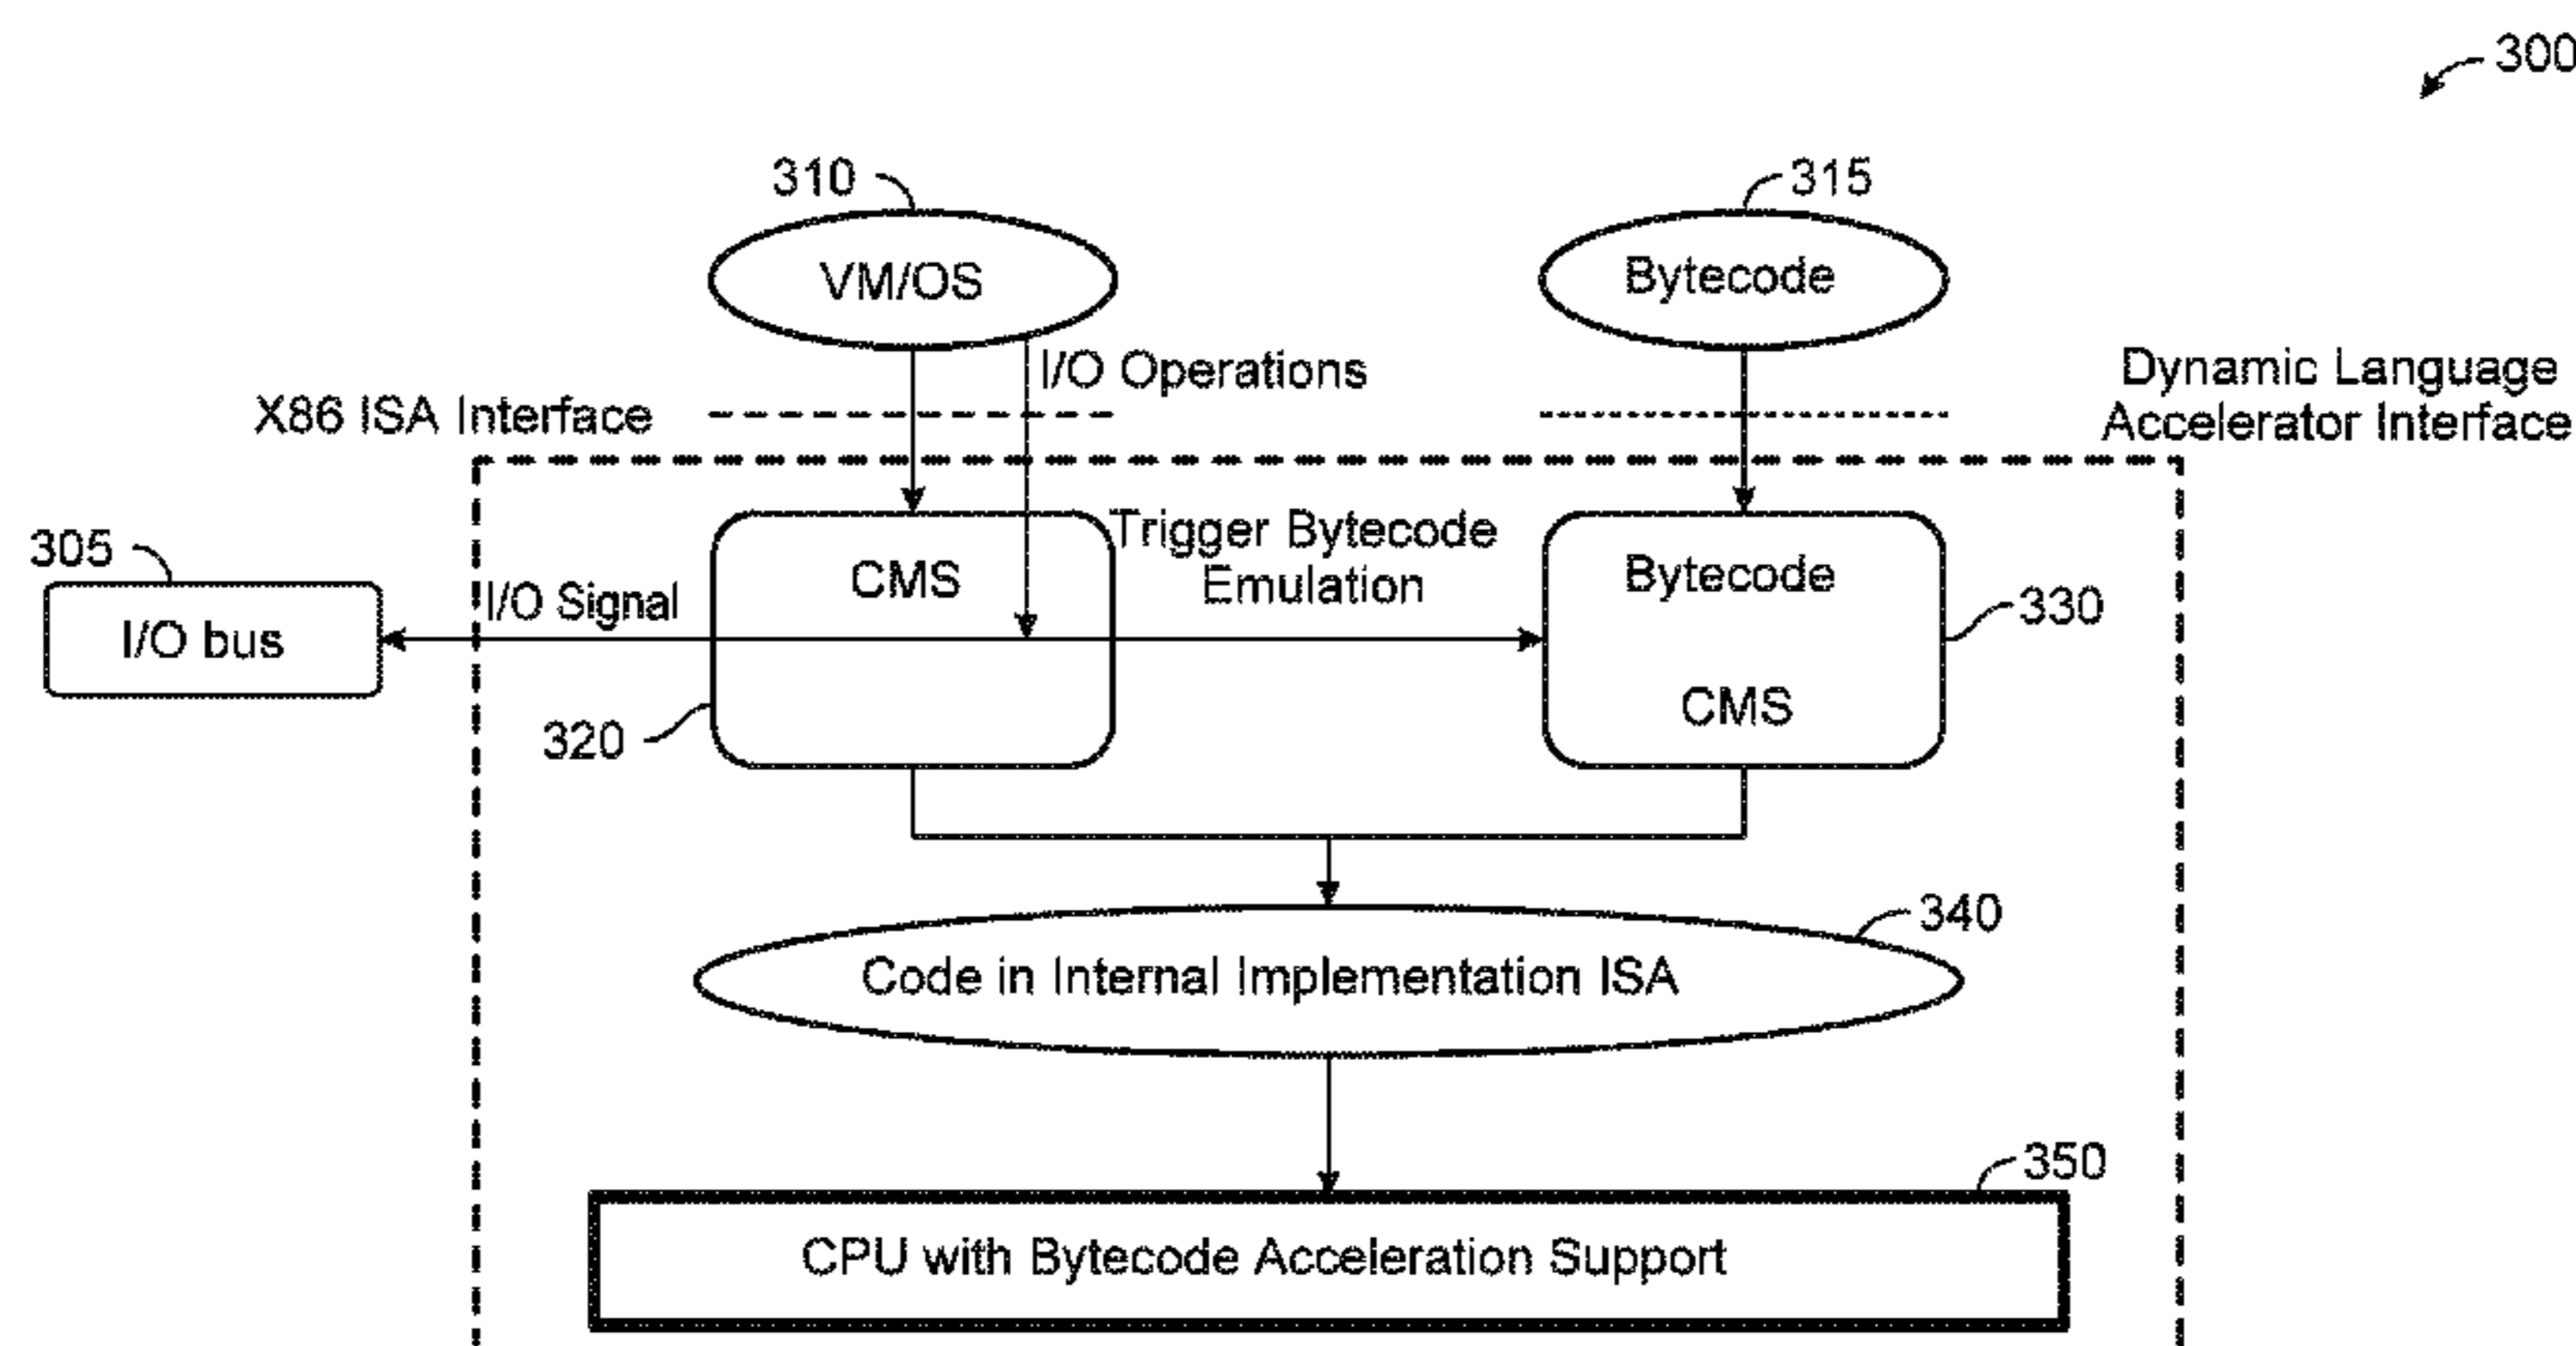 300
310
315
VM/OS
Bytecode
I/O Operations
X86 ISA Interface
Dynamic Language
Accelerator Interface
305
I/O bus
I/O Signal
CMS
Trigger Bytecode
Emulation
Bytecode
CMS
330
320
340
Code in Internal Implementation ISA
350
CPU with Bytecode Acceleration Support